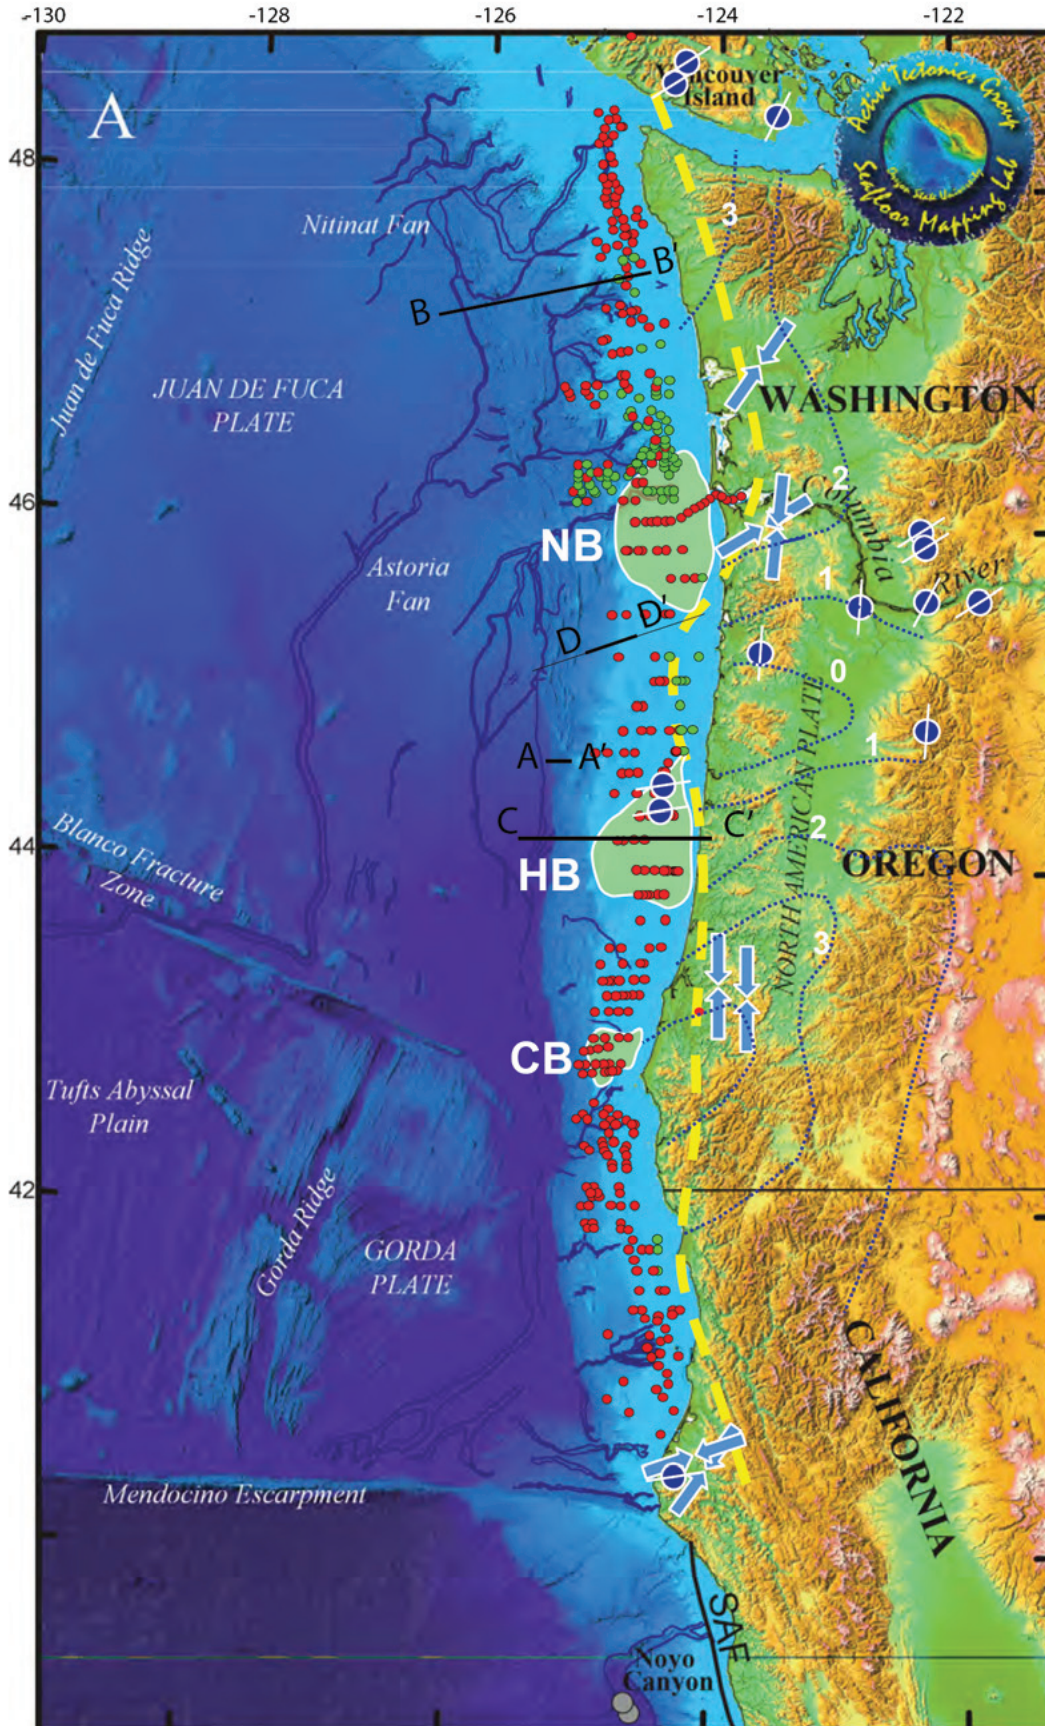 -130
-128
-126
-124
-122
A
Vancouver
Island
Active Tectonics Group
Oregon State University
Seafloor Mapping Lab
48
Nitinat Fan
3
B
B'
Juan de Fuca Ridge
JUAN DE FUCA
PLATE
WASHINGTON
46
2
Columbia
River
NB
Astoria
Fan
1
D
D'
0
NORTH AMERICAN PLATE
A
A'
1
C
C'
2
44
Blanco Fracture
Zone
HB
OREGON
3
CB
Tufts Abyssal
Plain
42
Gorda Ridge
GORDA
PLATE
CALIFORNIA
Mendocino Escarpment
SAF
Noyo
Canyon